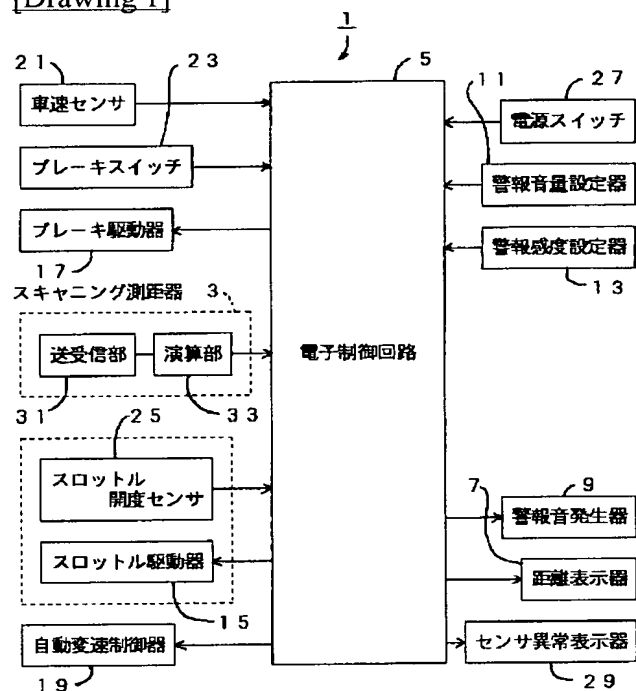 [Drawing 1]
1
21
23
5
11
27
車速センサ
電源スイッチ
ブレーキスイッチ
警報音量設定器
ブレーキ駆動器
警報感度設定器
17
13
スキャニング測距器
3
送受信部
演算部
電子制御回路
31
33
25
スロットル
開度センサ
7
9
警報音発生器
スロットル駆動器
距離表示器
15
自動変速制御器
センサ異常表示器
19
29